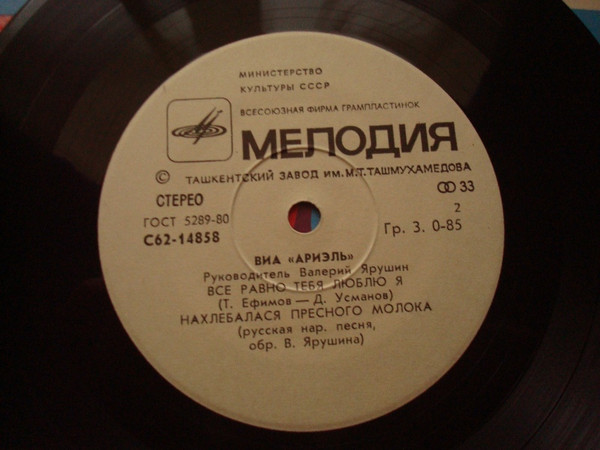 МИНИСТЕРСТВО
КУЛЬТУРЫ СССР
ВСЕСОЮЗНАЯ ФИРМА ГРАМПЛАСТИНОК
МЕЛОДИЯ
© ТАШКЕНТСКИЙ ЗАВОД ИМ. М.Т.ТАШМУХАМЕДОВА
СТЕРЕО 33
ГОСТ 5289-80 2
С62-14858 Гр. 3. 0-85
ВИА «АРИЭЛЬ»
Руководитель Валерий Ярушин
ВСЕ РАВНО ТЕБЯ ЛЮБЛЮ Я
(Т. Ефимов — Д. Усманов)
НАХЛЕБАЛАСЯ ПРЕСНОГО МОЛОКА
(русская нар. песня,
обр. В. Ярушина)